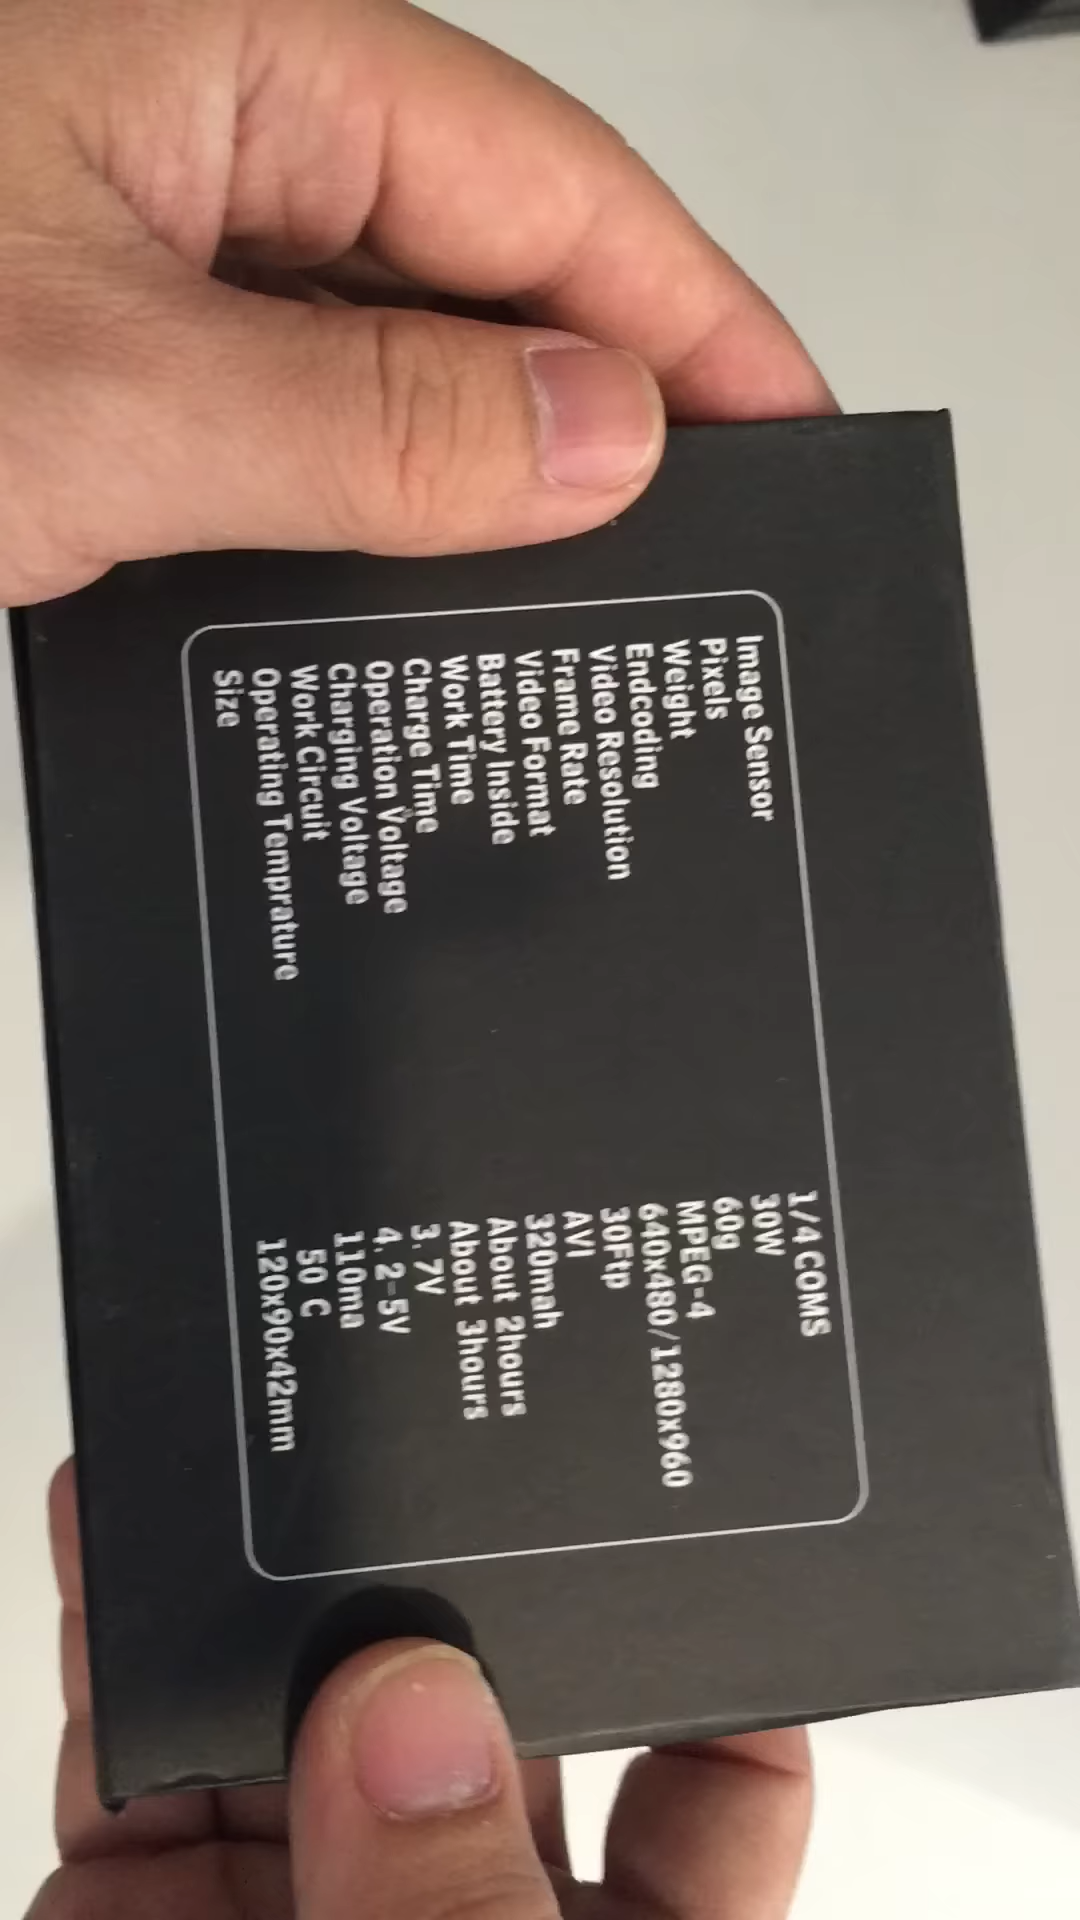 Image Sensor 1/4 COMS
Pixels 30W
Weight 60g
Endcoding MPEG-4
Video Resolution 640x480/1280x960
Frame Rate 30Ftp
Video Format AVI
Battery Inside 320mah
Work Time About 2hours
Charge Time About 3hours
Operation Voltage 3.7V
Charging Voltage 4.2-5V
Work Circuit 110ma
Operating Temprature 50 C
Size 120x90x42mm